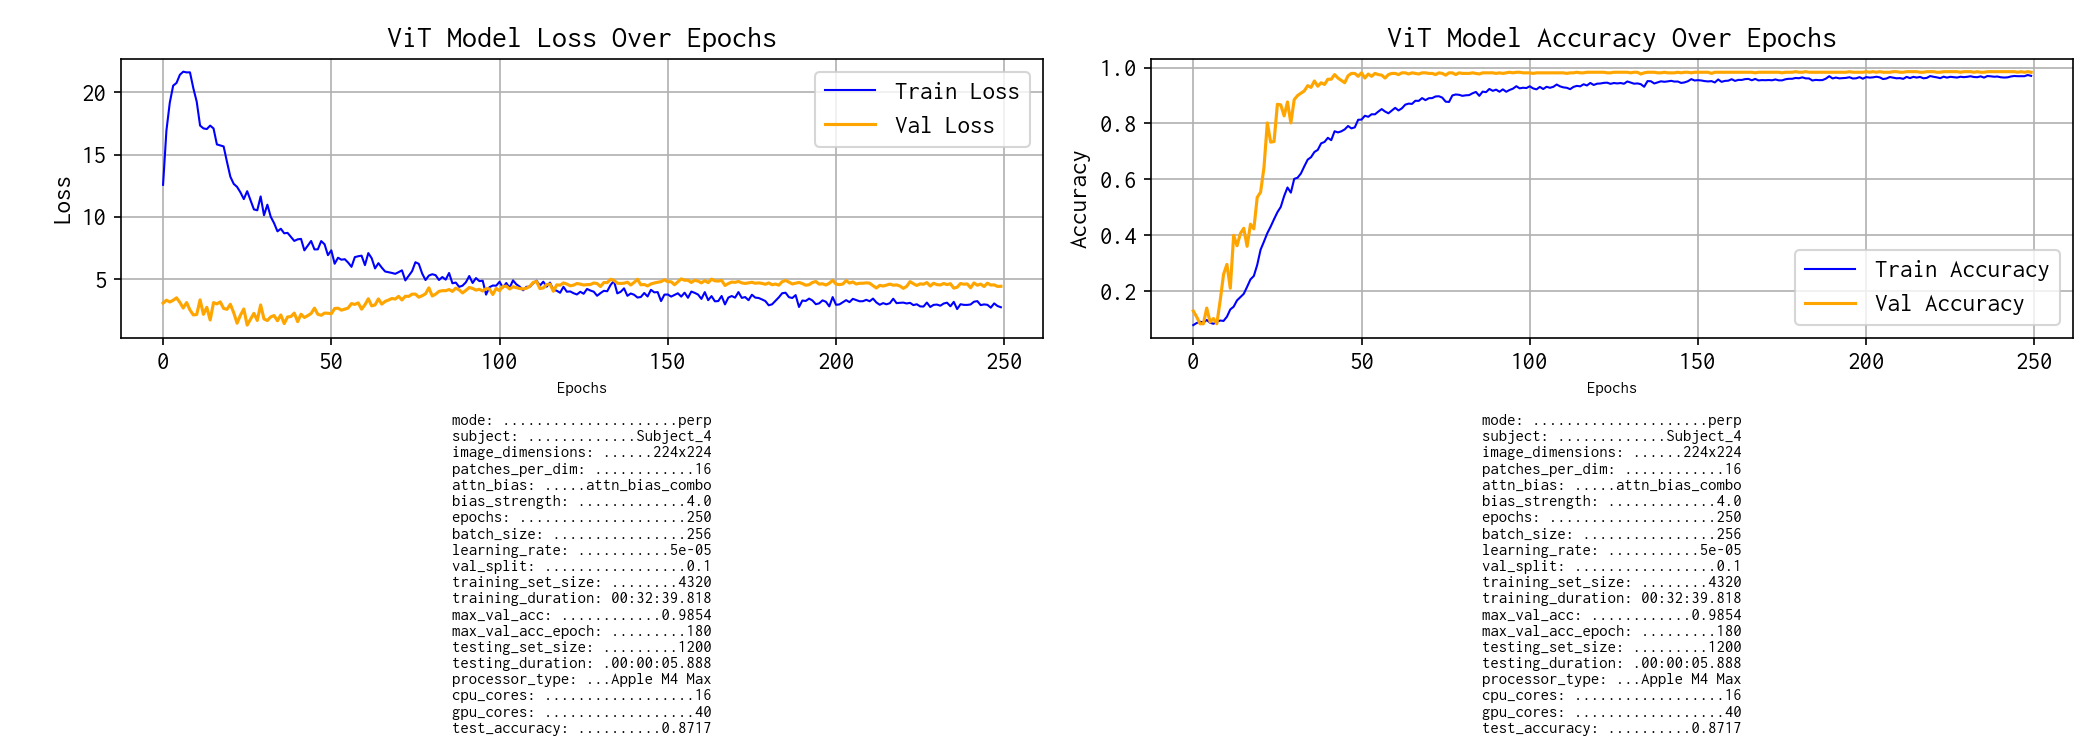 ViT Model Loss Over Epochs
20
15
10
5
Loss
Train Loss
Val Loss
0 50 100 150 200 250
Epochs
mode: .....................perp
subject: .............Subject_4
image_dimensions: ......224x224
patches_per_dim: ............16
attn_bias: .....attn_bias_combo
bias_strength: .............4.0
epochs: ....................250
batch_size: ................256
learning_rate: ...........5e-05
val_split: .................0.1
training_set_size: ........4320
training_duration: 00:32:39.818
max_val_acc: ............0.9854
max_val_acc_epoch: .........180
testing_set_size: .........1200
testing_duration: .00:00:05.888
processor_type: ...Apple M4 Max
cpu_cores: ..................16
gpu_cores: ..................40
test_accuracy: ..........0.8717
ViT Model Accuracy Over Epochs
1.0
0.8
0.6
0.4
0.2
Accuracy
Train Accuracy
Val Accuracy
0 50 100 150 200 250
Epochs
mode: .....................perp
subject: .............Subject_4
image_dimensions: ......224x224
patches_per_dim: ............16
attn_bias: .....attn_bias_combo
bias_strength: .............4.0
epochs: ....................250
batch_size: ................256
learning_rate: ...........5e-05
val_split: .................0.1
training_set_size: ........4320
training_duration: 00:32:39.818
max_val_acc: ............0.9854
max_val_acc_epoch: .........180
testing_set_size: .........1200
testing_duration: .00:00:05.888
processor_type: ...Apple M4 Max
cpu_cores: ..................16
gpu_cores: ..................40
test_accuracy: ..........0.8717